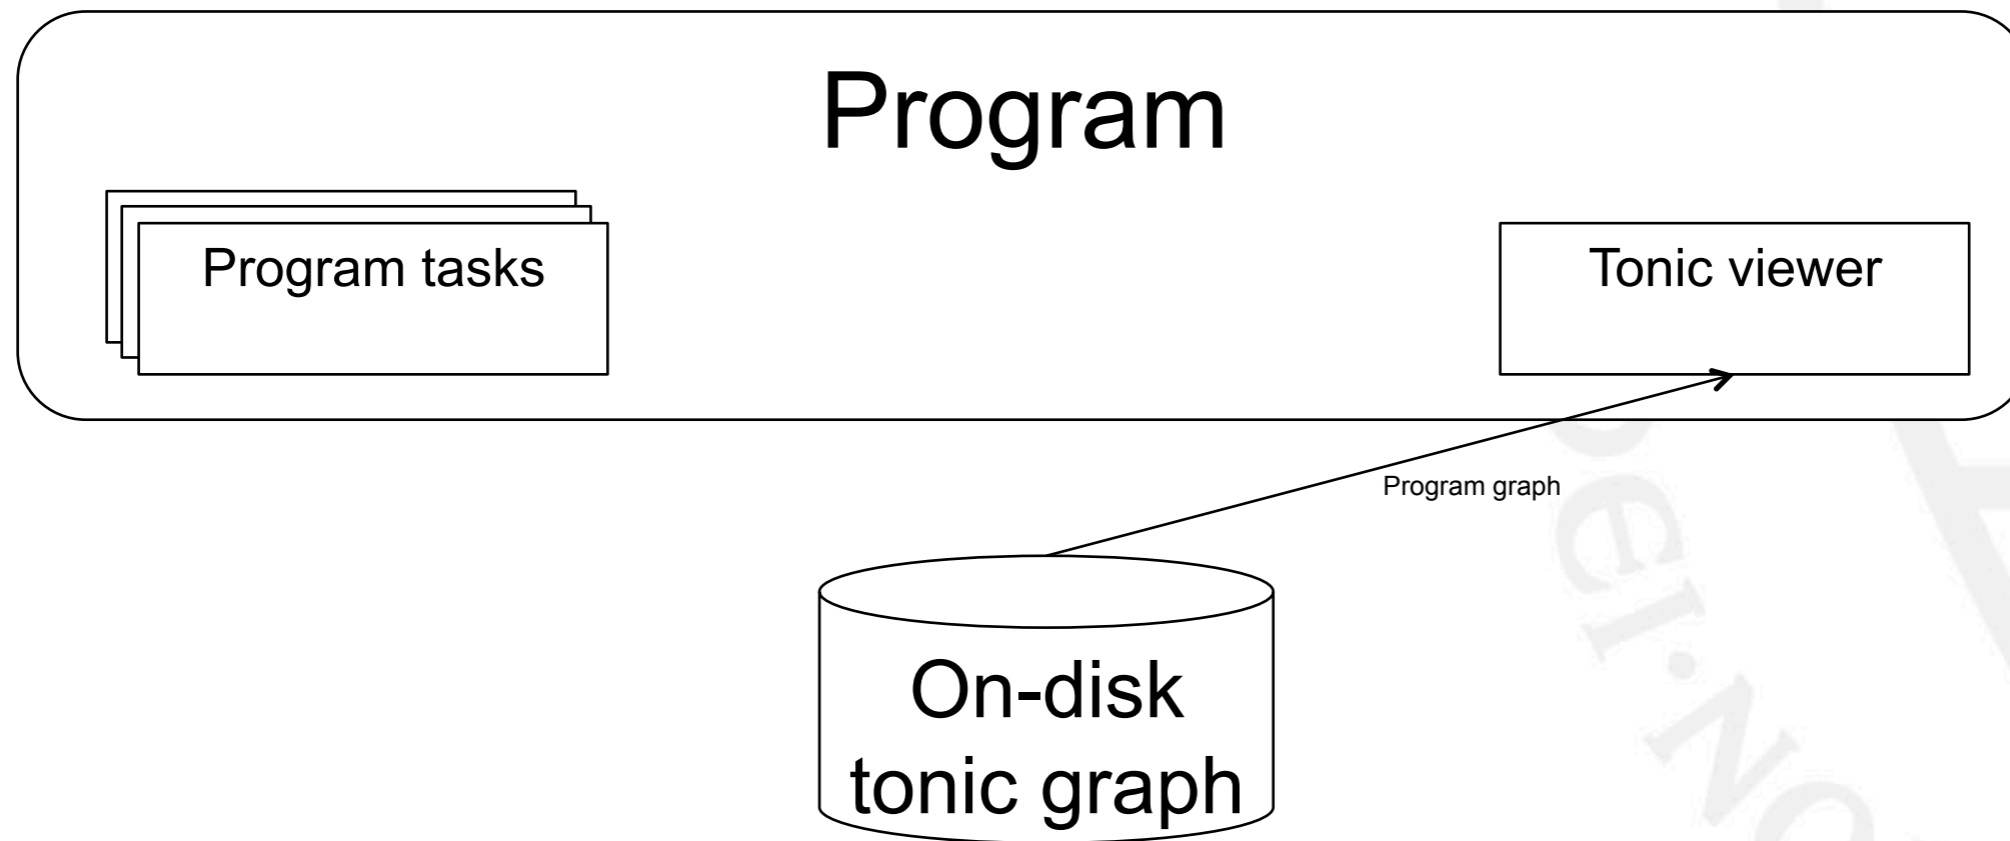 Program
Program tasks
Tonic viewer
Program graph
On-disk
tonic graph